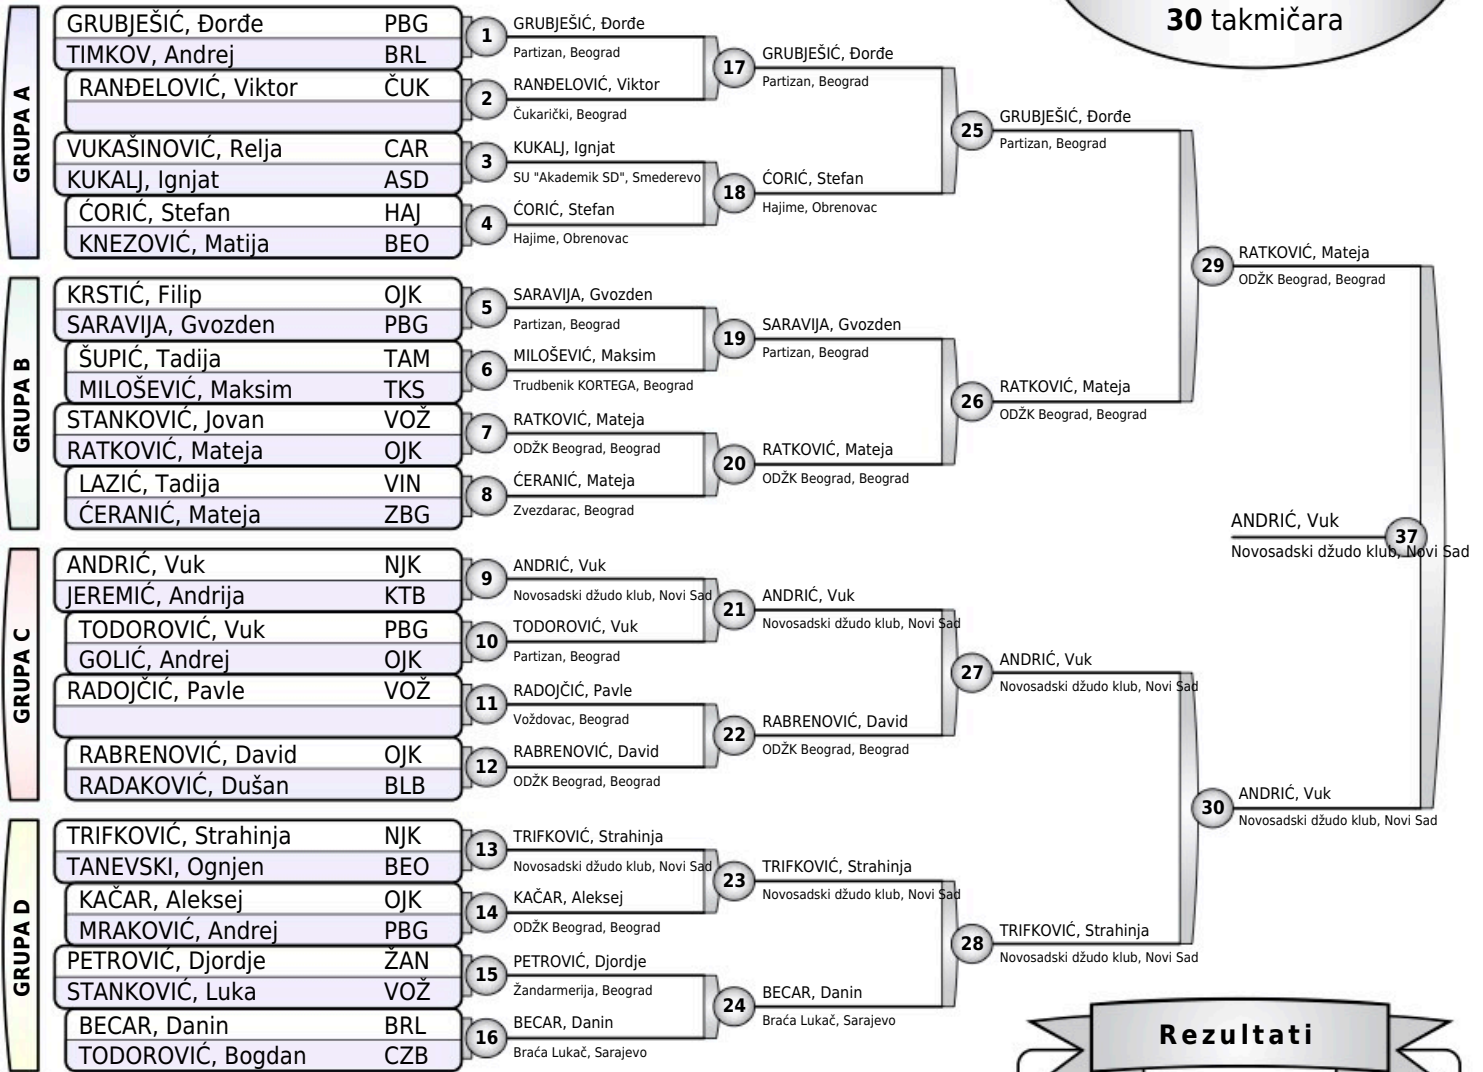 30 takmičara
GRUPA A
GRUBJEŠIĆ, Đorđe PBG
TIMKOV, Andrej BRL
RANĐELOVIĆ, Viktor ČUK
VUKAŠINOVIĆ, Relja CAR
KUKALJ, Ignjat ASD
ĆORIĆ, Stefan HAJ
KNEZOVIĆ, Matija BEO
GRUPA B
KRSTIĆ, Filip OJK
SARAVIJA, Gvozden PBG
ŠUPIĆ, Tadija TAM
MILOŠEVIĆ, Maksim TKS
STANKOVIĆ, Jovan VOŽ
RATKOVIĆ, Mateja OJK
LAZIĆ, Tadija VIN
ĆERANIĆ, Mateja ZBG
GRUPA C
ANDRIĆ, Vuk NJK
JEREMIĆ, Andrija KTB
TODOROVIĆ, Vuk PBG
GOLIĆ, Andrej OJK
RADOJČIĆ, Pavle VOŽ
RABRENOVIĆ, David OJK
RADAKOVIĆ, Dušan BLB
GRUPA D
TRIFKOVIĆ, Strahinja NJK
TANEVSKI, Ognjen BEO
KAČAR, Aleksej OJK
MRAKOVIĆ, Andrej PBG
PETROVIĆ, Djordje ŽAN
STANKOVIĆ, Luka VOŽ
BECAR, Danin BRL
TODOROVIĆ, Bogdan CZB
1 GRUBJEŠIĆ, Đorđe
Partizan, Beograd
2 RANĐELOVIĆ, Viktor
Čukarički, Beograd
3 KUKALJ, Ignjat
SU "Akademik SD", Smederevo
4 ĆORIĆ, Stefan
Hajime, Obrenovac
5 SARAVIJA, Gvozden
Partizan, Beograd
6 MILOŠEVIĆ, Maksim
Trudbenik KORTEGA, Beograd
7 RATKOVIĆ, Mateja
ODŽK Beograd, Beograd
8 ĆERANIĆ, Mateja
Zvezdarac, Beograd
9 ANDRIĆ, Vuk
Novosadski džudo klub, Novi Sad
10 TODOROVIĆ, Vuk
Partizan, Beograd
11 RADOJČIĆ, Pavle
Voždovac, Beograd
12 RABRENOVIĆ, David
ODŽK Beograd, Beograd
13 TRIFKOVIĆ, Strahinja
Novosadski džudo klub, Novi Sad
14 KAČAR, Aleksej
ODŽK Beograd, Beograd
15 PETROVIĆ, Djordje
Žandarmerija, Beograd
16 BECAR, Danin
Braća Lukač, Sarajevo
17 GRUBJEŠIĆ, Đorđe
Partizan, Beograd
18 ĆORIĆ, Stefan
Hajime, Obrenovac
19 SARAVIJA, Gvozden
Partizan, Beograd
20 RATKOVIĆ, Mateja
ODŽK Beograd, Beograd
21 ANDRIĆ, Vuk
Novosadski džudo klub, Novi Sad
22 RABRENOVIĆ, David
ODŽK Beograd, Beograd
23 TRIFKOVIĆ, Strahinja
Novosadski džudo klub, Novi Sad
24 BECAR, Danin
Braća Lukač, Sarajevo
25 GRUBJEŠIĆ, Đorđe
Partizan, Beograd
26 RATKOVIĆ, Mateja
ODŽK Beograd, Beograd
27 ANDRIĆ, Vuk
Novosadski džudo klub, Novi Sad
28 TRIFKOVIĆ, Strahinja
Novosadski džudo klub, Novi Sad
29 RATKOVIĆ, Mateja
ODŽK Beograd, Beograd
30 ANDRIĆ, Vuk
Novosadski džudo klub, Novi Sad
ANDRIĆ, Vuk 37
Novosadski džudo klub, Novi Sad
Rezultati